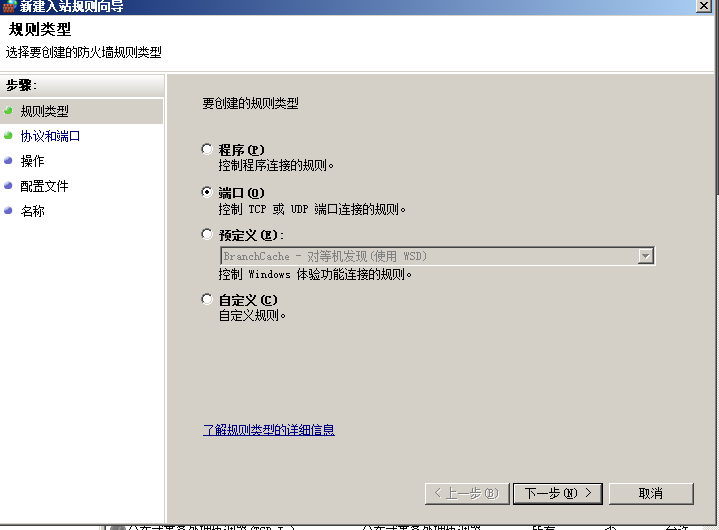 新建入站规则向导
规则类型
选择要创建的防火墙规则类型
步骤:
规则类型
协议和端口
操作
配置文件
名称
要创建的规则类型
程序(P)
控制程序连接的规则。
端口(O)
控制 TCP 或 UDP 端口连接的规则。
预定义(E):
BranchCache - 对等机发现(使用 WSD)
控制 Windows 体验功能连接的规则。
自定义(C)
自定义规则。
了解规则类型的详细信息
< 上一步(B)
下一步(N) >
取消